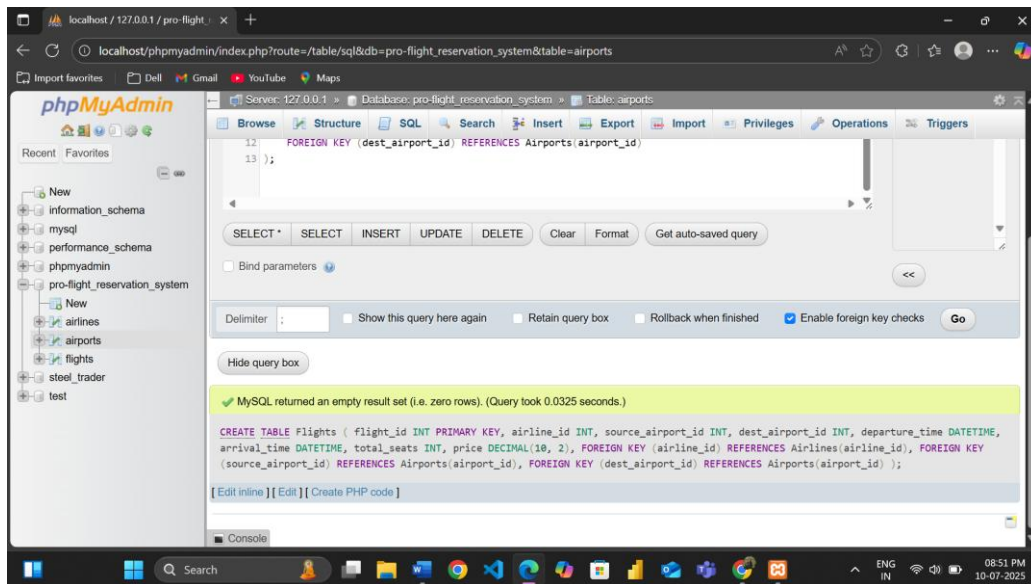 localhost / 127.0.0.1 / pro-flight_r
localhost/phpmyadmin/index.php?route=/table/sql&db=pro-flight_reservation_system&table=airports
Import favorites Dell Gmail YouTube Maps
phpMyAdmin
Recent Favorites
New
information_schema
mysql
performance_schema
phpmyadmin
pro-flight_reservation_system
New
airlines
airports
flights
steel_trader
test
Server: 127.0.0.1 » Database: pro-flight_reservation_system » Table: airports
Browse Structure SQL Search Insert Export Import Privileges Operations Triggers
12 FOREIGN KEY (dest_airport_id) REFERENCES Airports(airport_id)
13 );
SELECT * SELECT INSERT UPDATE DELETE Clear Format Get auto-saved query
Bind parameters
<<
Delimiter ; Show this query here again Retain query box Rollback when finished Enable foreign key checks Go
Hide query box
MySQL returned an empty result set (i.e. zero rows). (Query took 0.0325 seconds.)
CREATE TABLE Flights ( flight_id INT PRIMARY KEY, airline_id INT, source_airport_id INT, dest_airport_id INT, departure_time DATETIME,
arrival_time DATETIME, total_seats INT, price DECIMAL(10, 2), FOREIGN KEY (airline_id) REFERENCES Airlines(airline_id), FOREIGN KEY
(source_airport_id) REFERENCES Airports(airport_id), FOREIGN KEY (dest_airport_id) REFERENCES Airports(airport_id) );
[ Edit inline ] [ Edit ] [ Create PHP code ]
Console
Search
ENG
IN
08:51 PM
10-07-2025